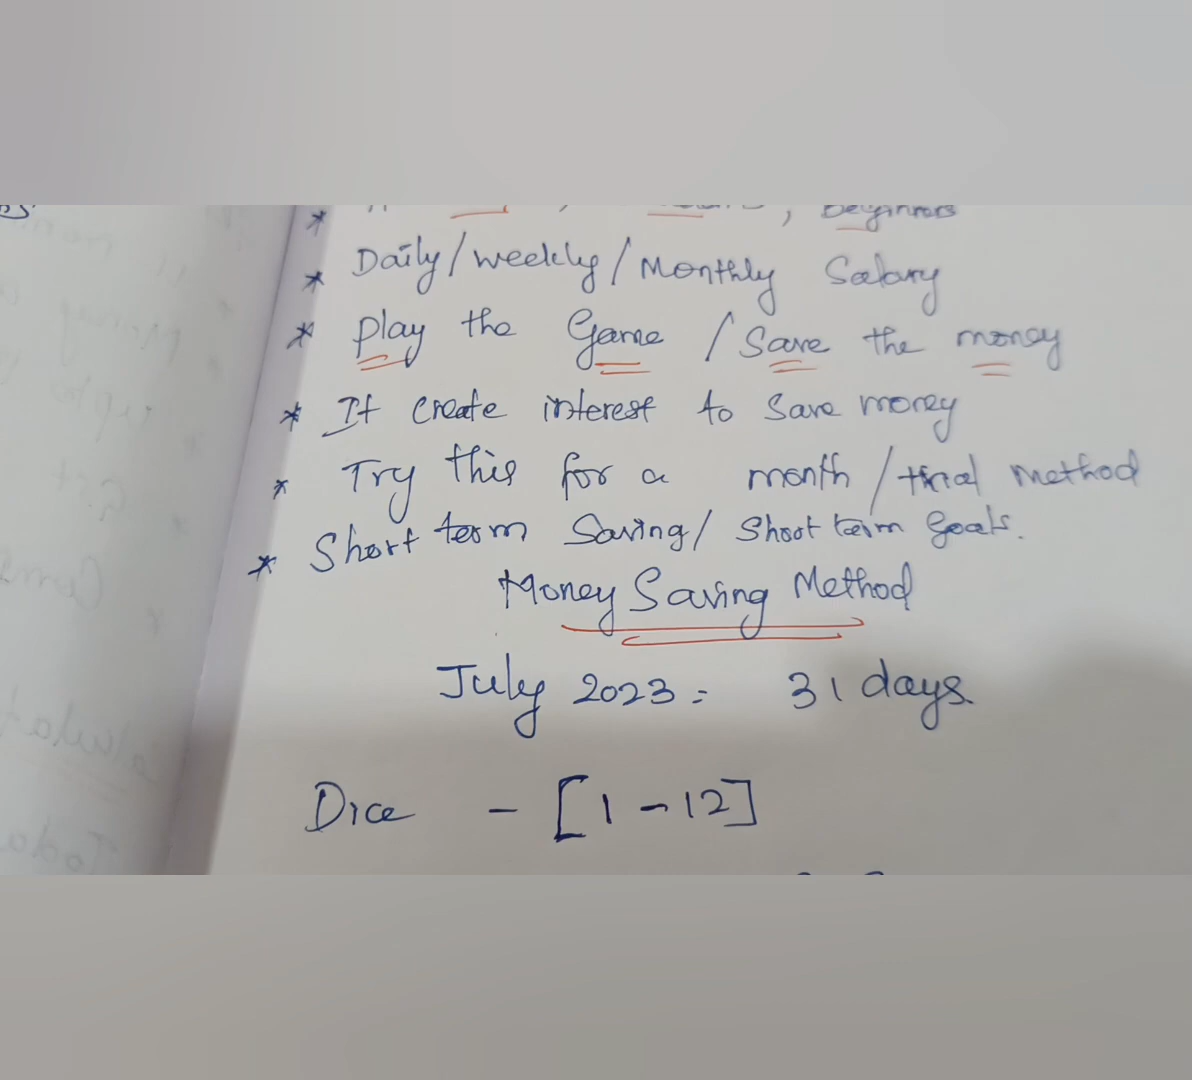 * , Beginners
* Daily/weekly/Monthly Salary
* Play the Game / Save the money
* It create interest to Save money
* Try this for a month / trial Method
* Short term Saving/ Short term Goals.
Money Saving Method
July 2023 = 31 days.
Dice - [1-12]